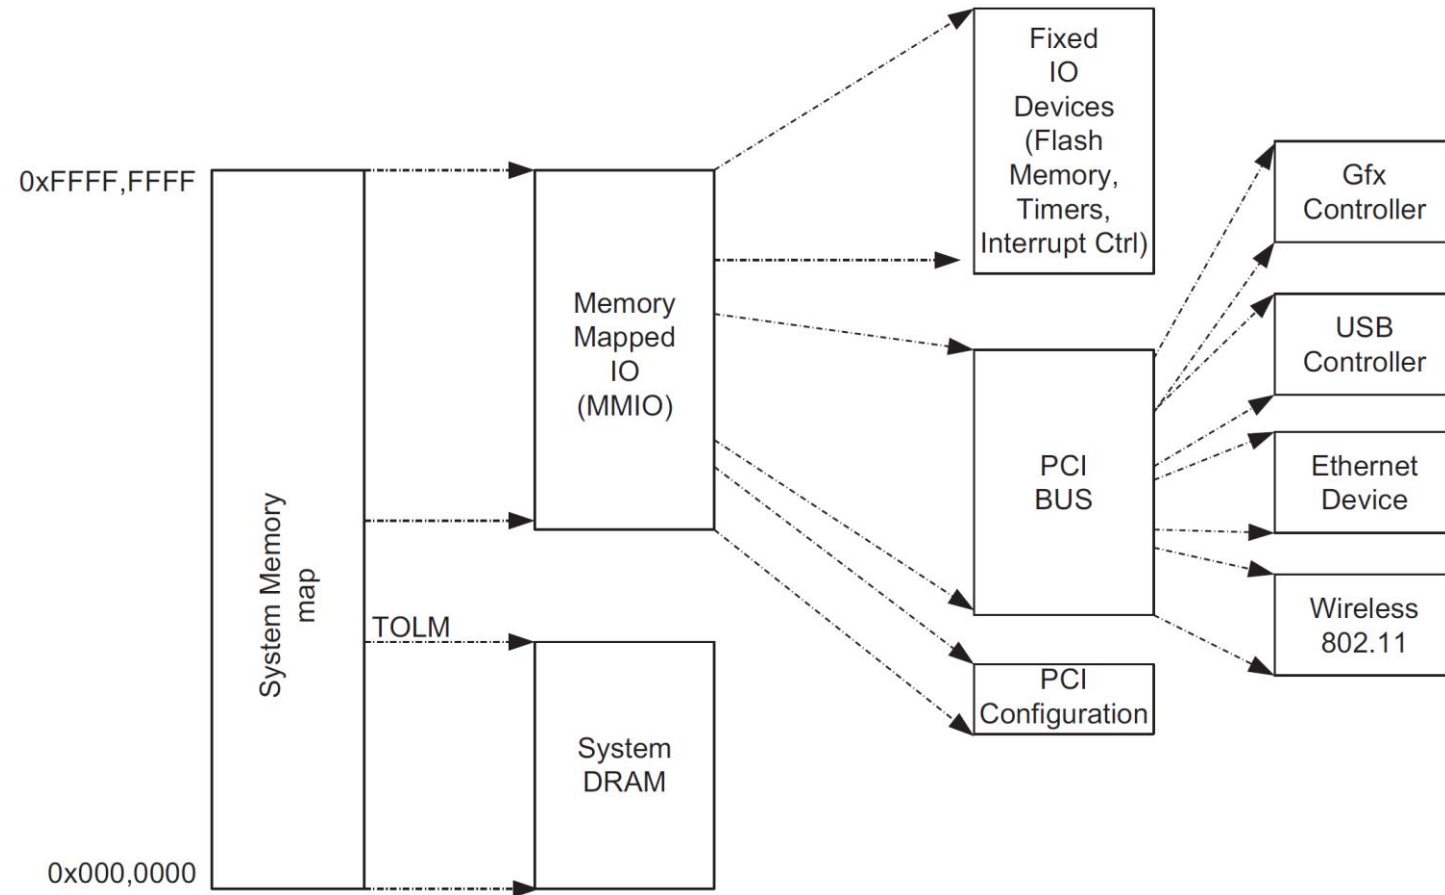 0xFFFF,FFFF
0x000,0000
System Memory
map
TOLM
Memory
Mapped
IO
(MMIO)
System
DRAM
Fixed
IO
Devices
(Flash
Memory,
Timers,
Interrupt Ctrl)
PCI
BUS
PCI
Configuration
Gfx
Controller
USB
Controller
Ethernet
Device
Wireless
802.11